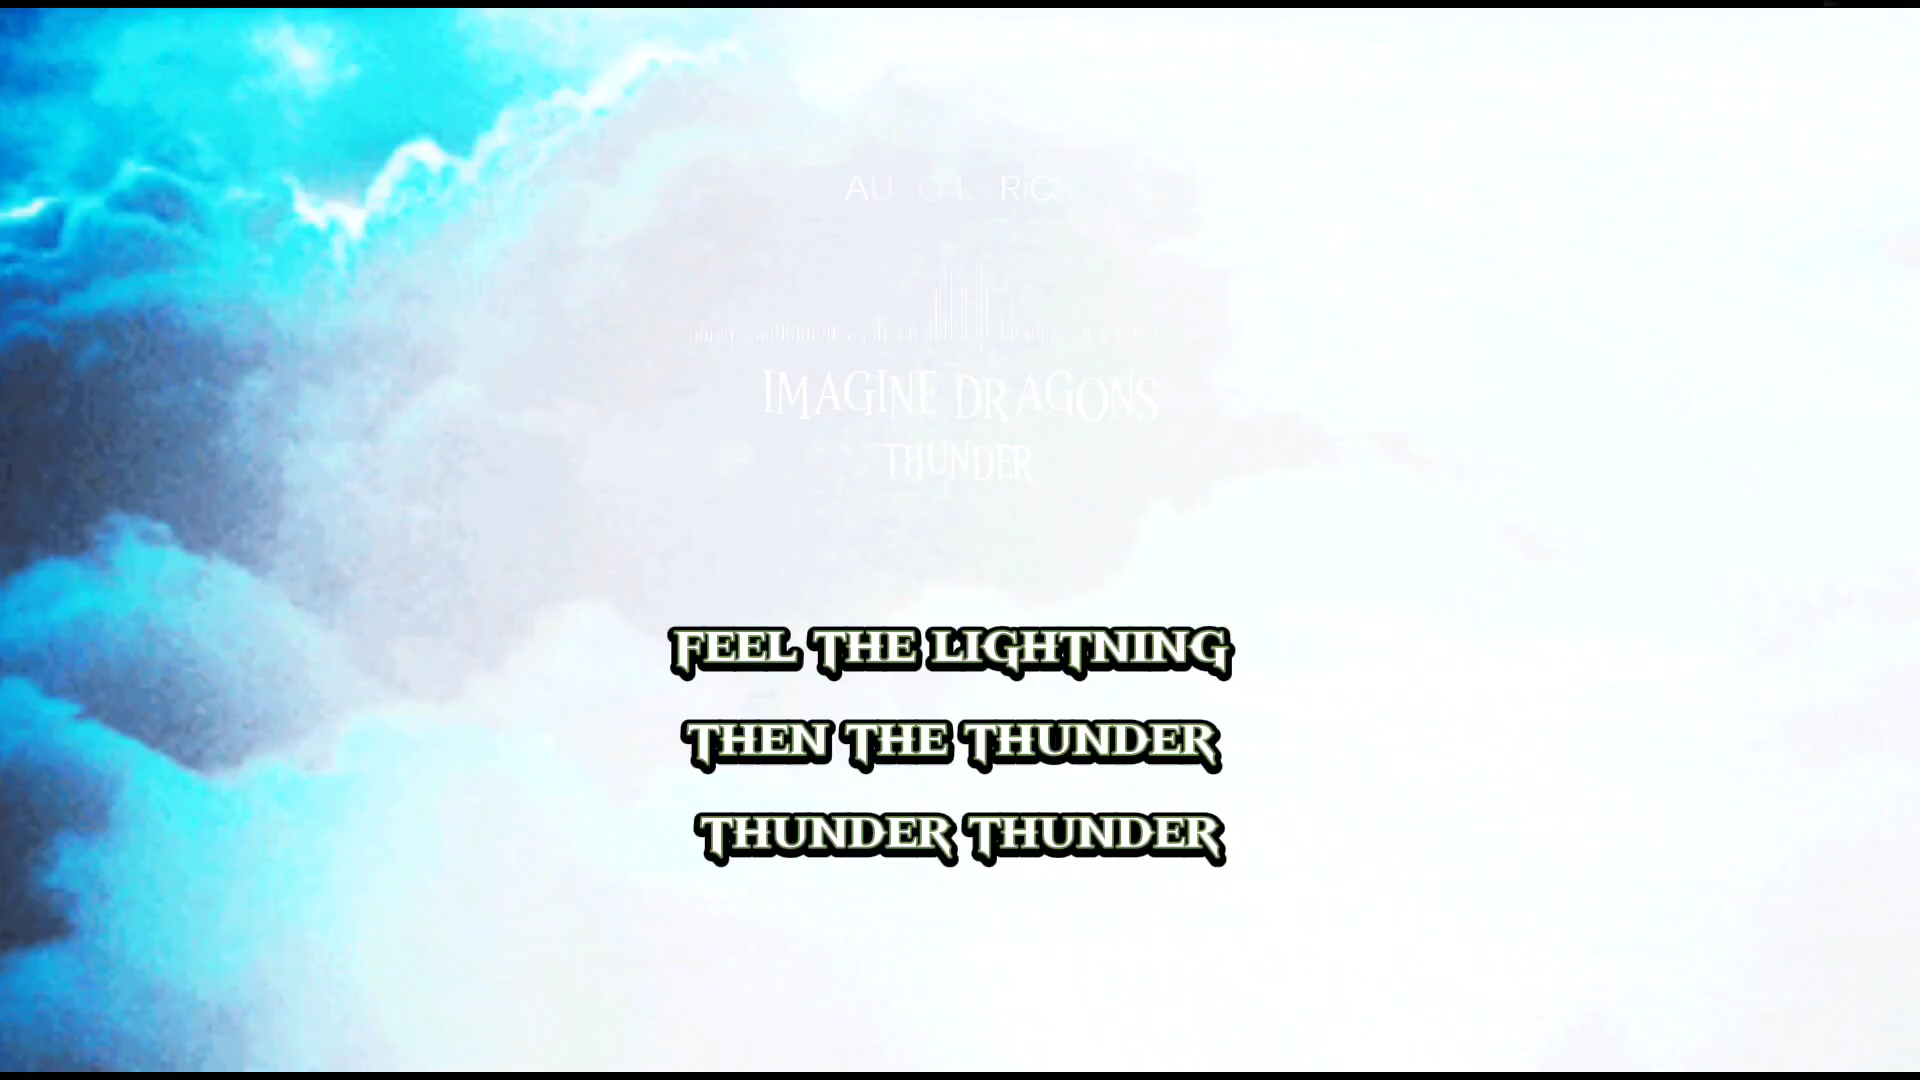 IMAGINE DRAGONS
THUNDER
FEEL THE LIGHTNING
THEN THE THUNDER
THUNDER THUNDER